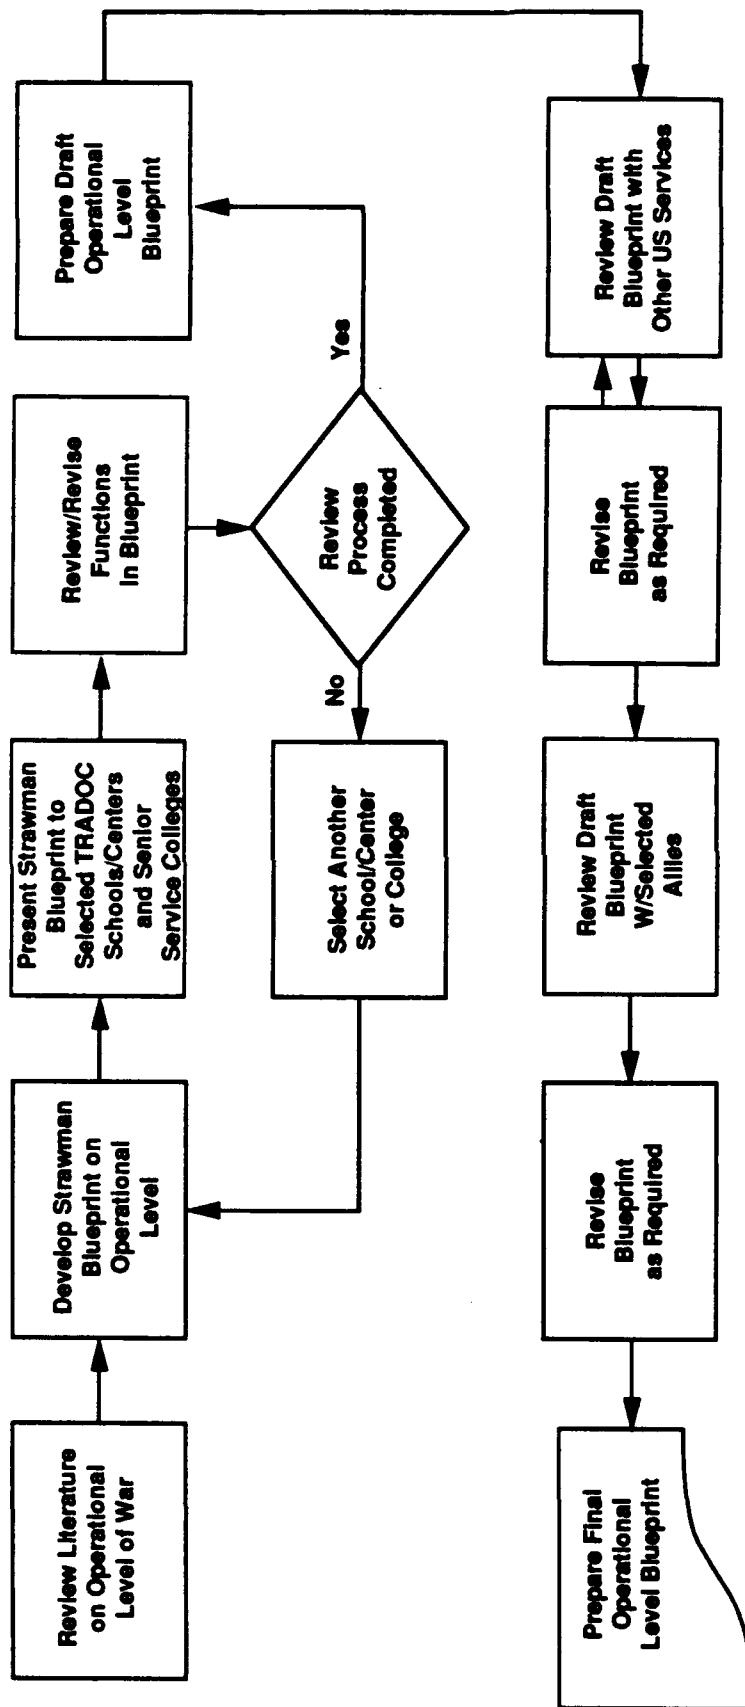 Review Literature
on Operational
Level of War
Develop Strawman
Blueprint on
Operational
Level
Present Strawman
Blueprint to
Selected TRADOC
Schools/Centers
and Senior
Service Colleges
Review/Revise
Functions
in Blueprint
Prepare Draft
Operational
Level
Blueprint
Select Another
School/Center
or College
No
Review
Process
Completed
Yes
Prepare Final
Operational
Level Blueprint
Revise
Blueprint
as Required
Review Draft
Blueprint
W/Selected
Allies
Revise
Blueprint
as Required
Review Draft
Blueprint with
Other US Services